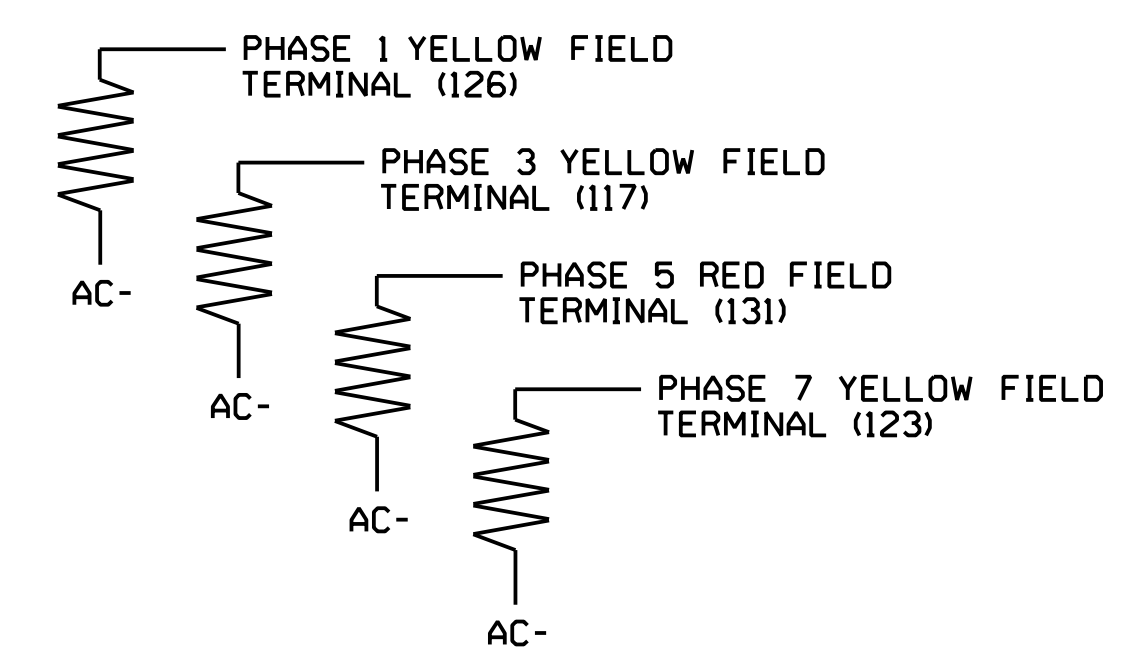 PHASE 1 YELLOW FIELD
TERMINAL (126)
PHASE 3 YELLOW FIELD
TERMINAL (117)
AC-
PHASE 5 RED FIELD
TERMINAL (131)
AC-
PHASE 7 YELLOW FIELD
TERMINAL (123)
AC-
AC-